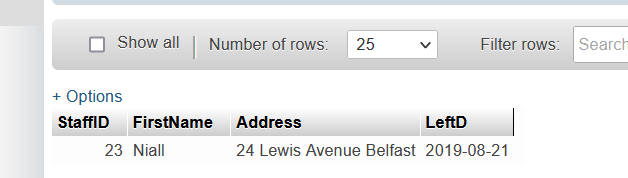 Show all Number of rows: 25 Filter rows: Search
+ Options
StaffID FirstName Address LeftD
23 Niall 24 Lewis Avenue Belfast 2019-08-21